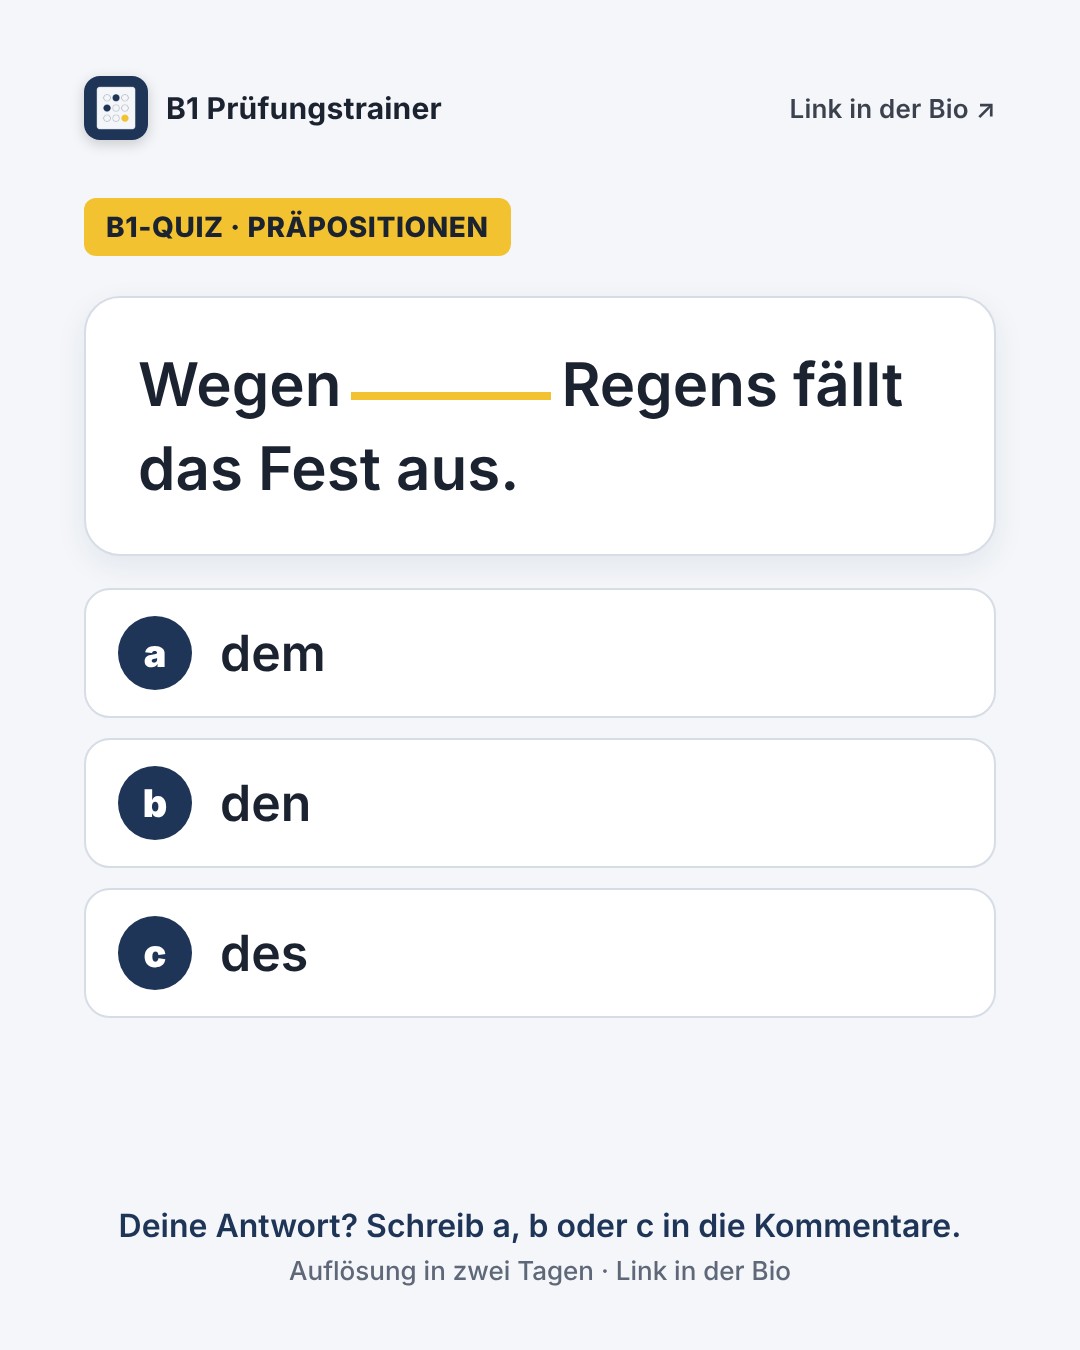 B1 Prüfungstrainer
Link in der Bio ↗
B1-QUIZ · PRÄPOSITIONEN
Wegen ______ Regens fällt
das Fest aus.
a dem
b den
c des
Deine Antwort? Schreib a, b oder c in die Kommentare.
Auflösung in zwei Tagen · Link in der Bio